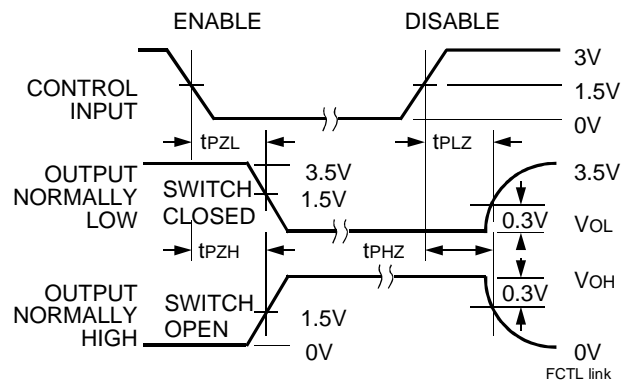 ENABLE DISABLE
3V
CONTROL
INPUT
1.5V
0V
tPZL tPLZ
OUTPUT
NORMALLY
LOW
SWITCH
CLOSED
3.5V
1.5V
3.5V
0.3V
VOL
tPZH tPHZ
OUTPUT
NORMALLY
HIGH
SWITCH
OPEN
1.5V
0V
VOH
0.3V
0V
FCTL link